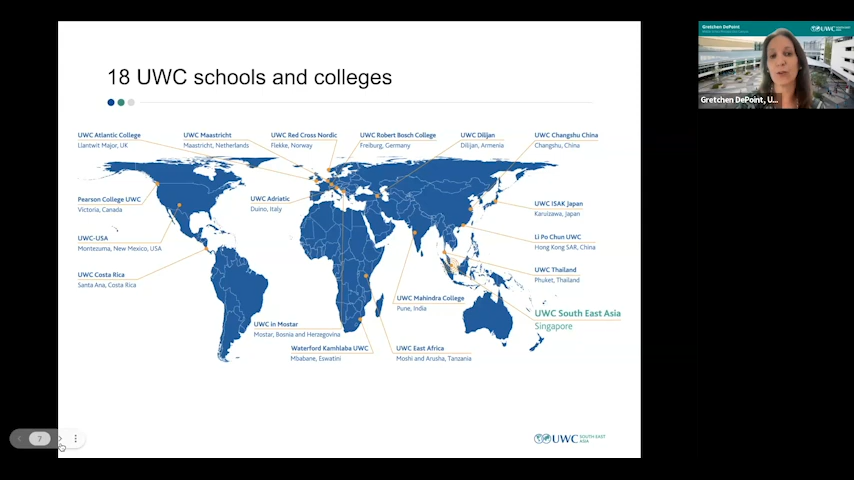 18 UWC schools and colleges
UWC Atlantic College
Llantwit Major, UK
UWC Maastricht
Maastricht, Netherlands
UWC Red Cross Nordic
Flekke, Norway
UWC Robert Bosch College
Freiburg, Germany
UWC Dilijan
Dilijan, Armenia
UWC Changshu China
Changshu, China
Pearson College UWC
Victoria, Canada
UWC Adriatic
Duino, Italy
UWC ISAK Japan
Karuizawa, Japan
UWC-USA
Montezuma, New Mexico, USA
Li Po Chun UWC
Hong Kong SAR, China
UWC Costa Rica
Santa Ana, Costa Rica
UWC Thailand
Phuket, Thailand
UWC Mahindra College
Pune, India
UWC South East Asia
Singapore
UWC in Mostar
Mostar, Bosnia and Herzegovina
Waterford Kamhlaba UWC
Mbabane, Eswatini
UWC East Africa
Moshi and Arusha, Tanzania
7
UWC SOUTH EAST
ASIA
Gretchen DePoint
UWC
Gretchen DePoint, U...